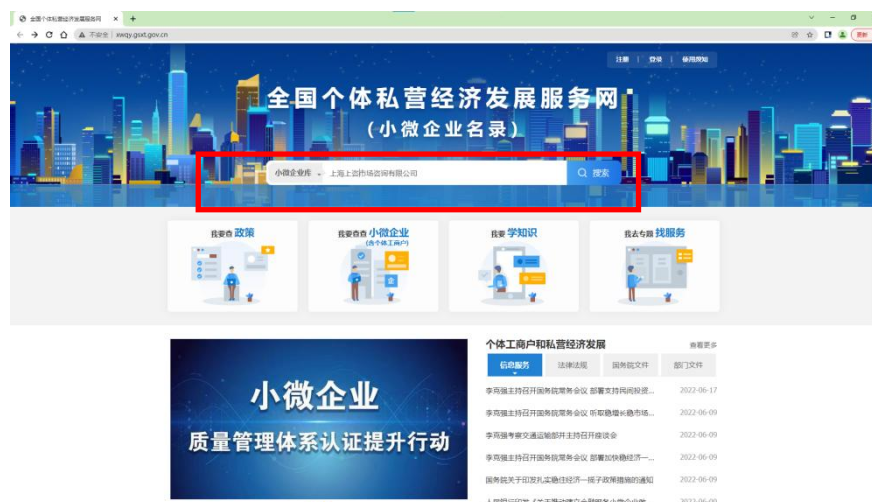 全国个体私营经济发展服务网
不安全 xwqy.gsxt.gov.cn
注册 | 登录 | 使用须知
全国个体私营经济发展服务网
(小微企业名录)
小微企业库 上海上咨市场咨询有限公司 搜索
我要查 政策
我要查查 小微企业
(含个体工商户)
我要 学知识
我去专题 找服务
小微企业
质量管理体系认证提升行动
个体工商户和私营经济发展 查看更多
信息服务 法律法规 国务院文件 部门文件
李克强主持召开国务院常务会议 部署支持民间投资... 2022-06-17
李克强主持召开国务院常务会议 听取稳增长稳市场... 2022-06-09
李克强考察交通运输部并主持召开座谈会 2022-06-09
李克强主持召开国务院常务会议 部署加快稳经济一... 2022-06-09
国务院关于印发扎实稳住经济一揽子政策措施的通知 2022-06-09